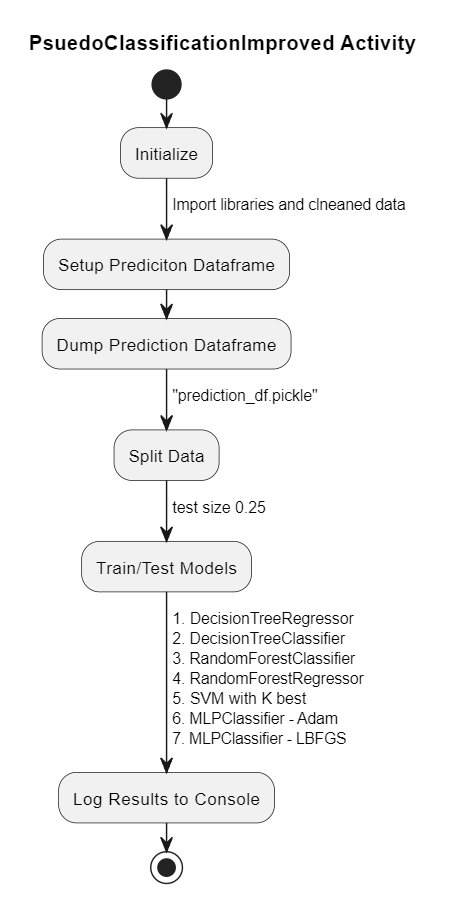 PsuedoClassificationImproved Activity
Initialize
Import libraries and clneaned data
Setup Prediciton Dataframe
Dump Prediction Dataframe
"prediction_df.pickle"
Split Data
test size 0.25
Train/Test Models
1. DecisionTreeRegressor
2. DecisionTreeClassifier
3. RandomForestClassifier
4. RandomForestRegressor
5. SVM with K best
6. MLPClassifier - Adam
7. MLPClassifier - LBFGS
Log Results to Console